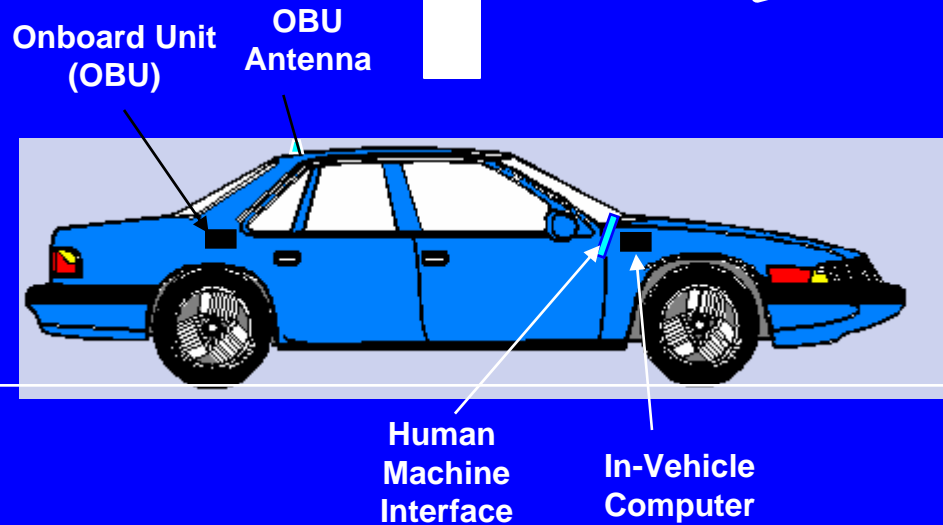 Onboard Unit
(OBU)
OBU
Antenna
Human
Machine
Interface
In-Vehicle
Computer